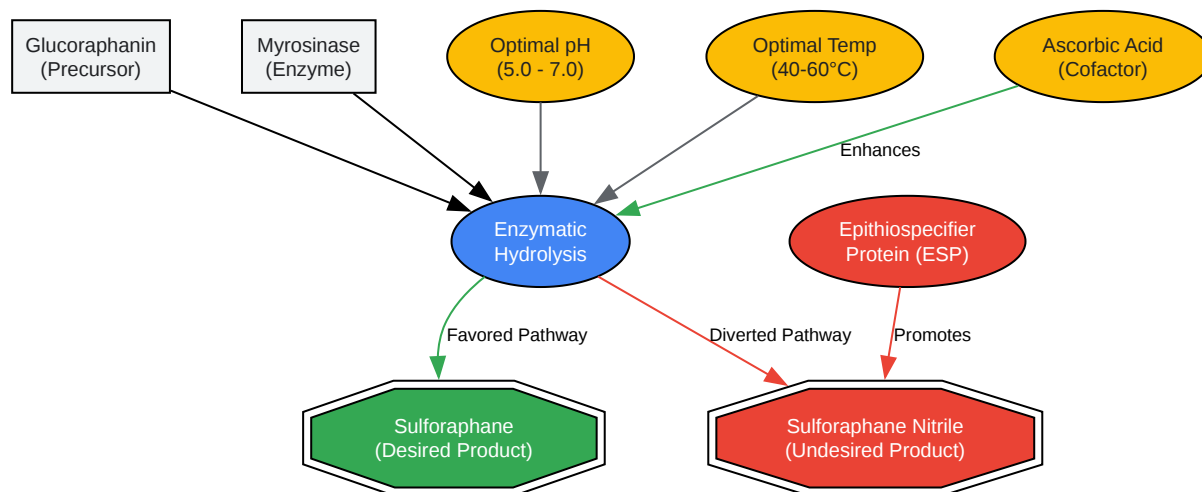 Glucoraphanin
(Precursor)
Myrosinase
(Enzyme)
Optimal pH
(5.0 - 7.0)
Optimal Temp
(40-60°C)
Ascorbic Acid
(Cofactor)
Enhances
Enzymatic
Hydrolysis
Epithiospecifier
Protein (ESP)
Favored Pathway
Diverted Pathway
Promotes
Sulforaphane
(Desired Product)
Sulforaphane Nitrile
(Undesired Product)